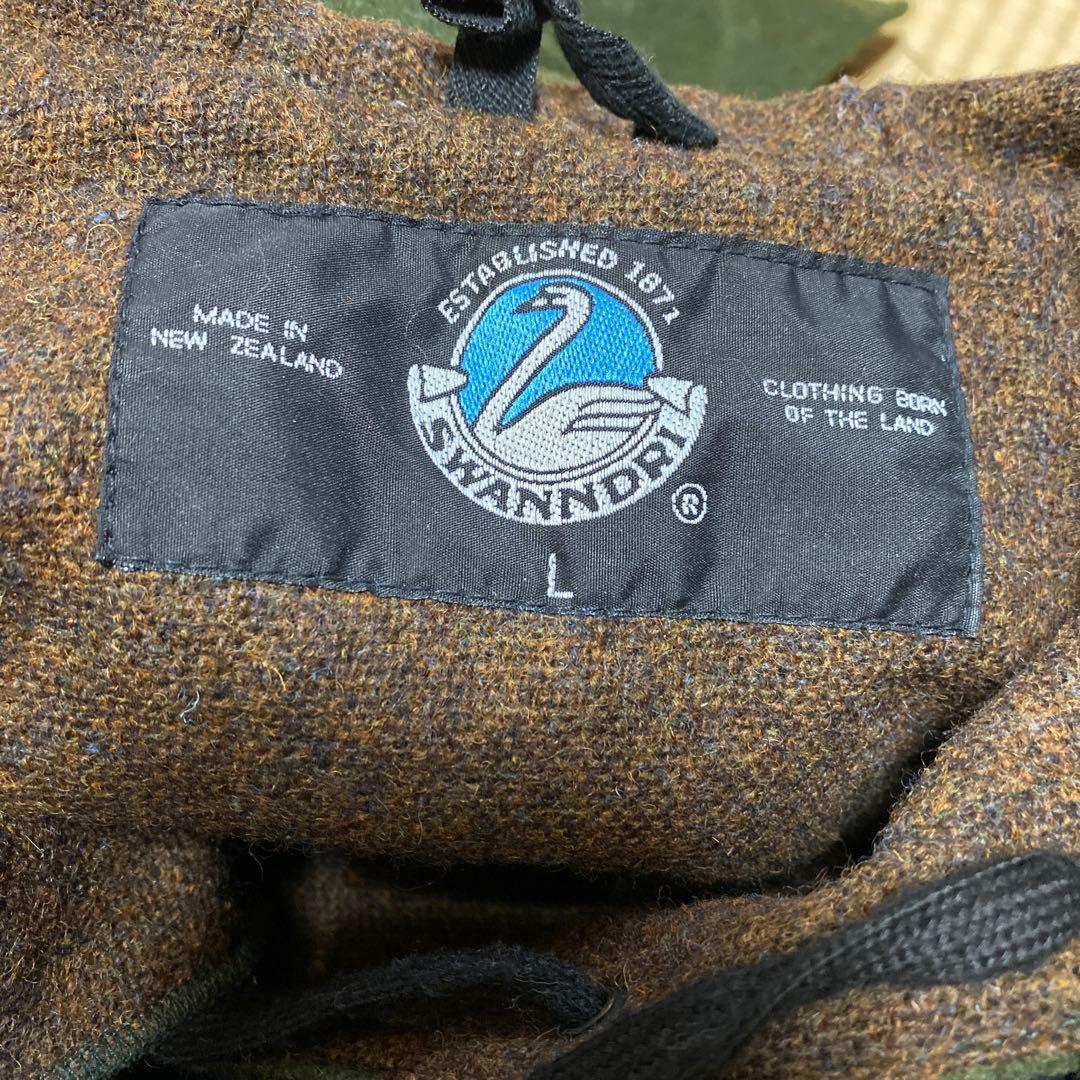 ESTABLISHED 1871
MADE IN
NEW ZEALAND
CLOTHING BORN
OF THE LAND
SWANNDRI
®
L